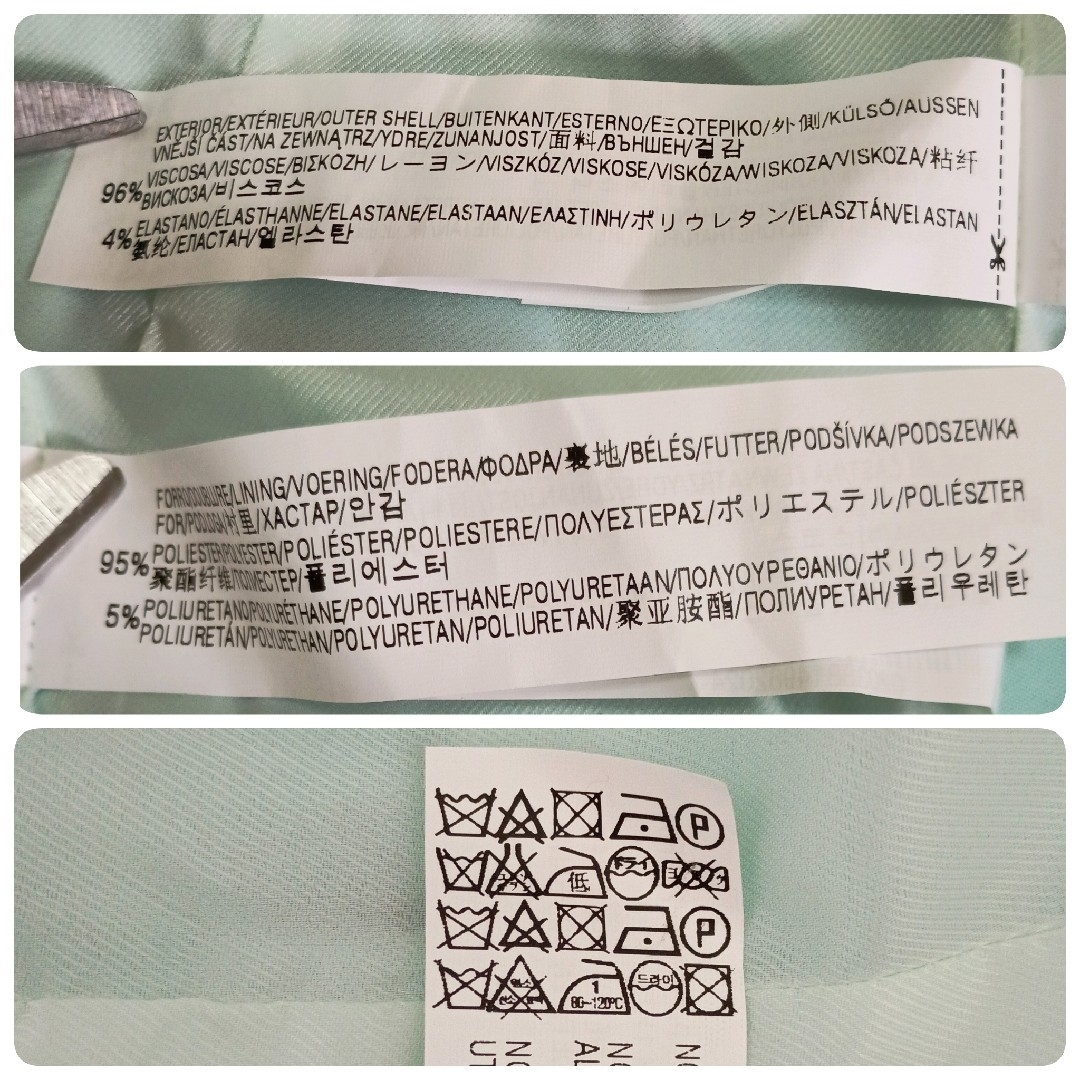 EXTERIOR/EXTÉRIEUR/OUTER SHELL/BUITENKANT/ESTERNO/ΕΞΩΤΕΡΙΚΟ/外側/KÜLSŐ/AUSSEN
VNĚJŠÍ ČÁST/NA ZEWNĄTRZ/YDRE/ZUNANJOST/面料/ВЪНШЕН/겉감
96% VISCOSA/VISCOSE/ΒΙΣΚΟΖΗ/レーヨン/VISZKÓZ/VISKOSE/VISKÓZA/WISKOZA/VISKOZA/粘纤
ВИСКОЗА/비스코스
4% ELASTANO/ÉLASTHANNE/ELASTANE/ELASTAAN/ΕΛΑΣΤΙΝΗ/ポリウレタン/ELASZTÁN/ELASTAN
氨纶/ЕЛАСТАН/엘라스탄
FORRO/DOUBLURE/LINING/VOERING/FODERA/ΦΟΔΡΑ/裏地/BÉLÉS/FUTTER/PODŠÍVKA/PODSZEWKA
FOR/PODLOGA/衬里/ХАСТАР/안감
95% POLIESTER/POLYESTER/POLIÉSTER/POLIESTERE/ΠΟΛΥΕΣΤΕΡΑΣ/ポリエステル/POLIÉSZTER
聚酯纤维/ПОЛИЕСТЕР/폴리에스터
5% POLIURETANO/POLYURÉTHANE/POLYURETHANE/POLYURETAAN/ΠΟΛΥΟΥΡΕΘΑΝΙΟ/ポリウレタン
POLIURETÁN/POLYURETHAN/POLYURETAN/POLIURETAN/聚亚胺酯/ПОЛИУРЕТАН/폴리우레탄
P
低 ドライ
P
1 80-120℃ 드라이